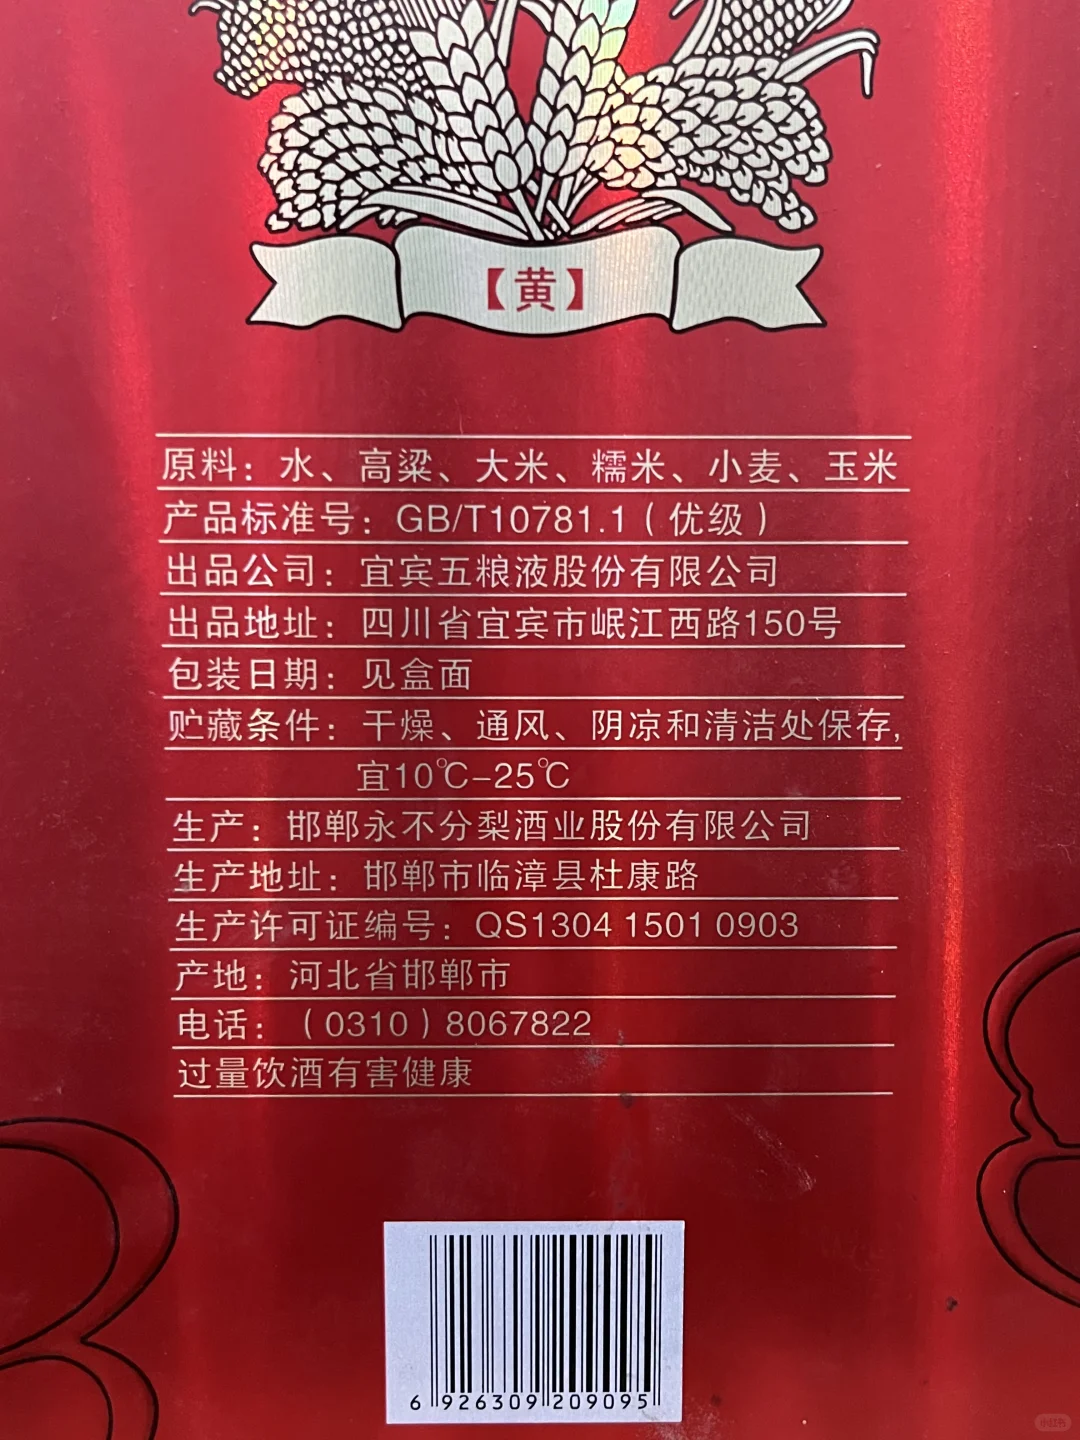 【黄】
原料：水、高粱、大米、糯米、小麦、玉米
产品标准号：GB/T10781.1（优级）
出品公司：宜宾五粮液股份有限公司
出品地址：四川省宜宾市岷江西路150号
包装日期：见盒面
贮藏条件：干燥、通风、阴凉和清洁处保存,
宜10℃-25℃
生产：邯郸永不分梨酒业股份有限公司
生产地址：邯郸市临漳县杜康路
生产许可证编号：QS1304 1501 0903
产地：河北省邯郸市
电话：（0310）8067822
过量饮酒有害健康
6 926309 209095
小红书